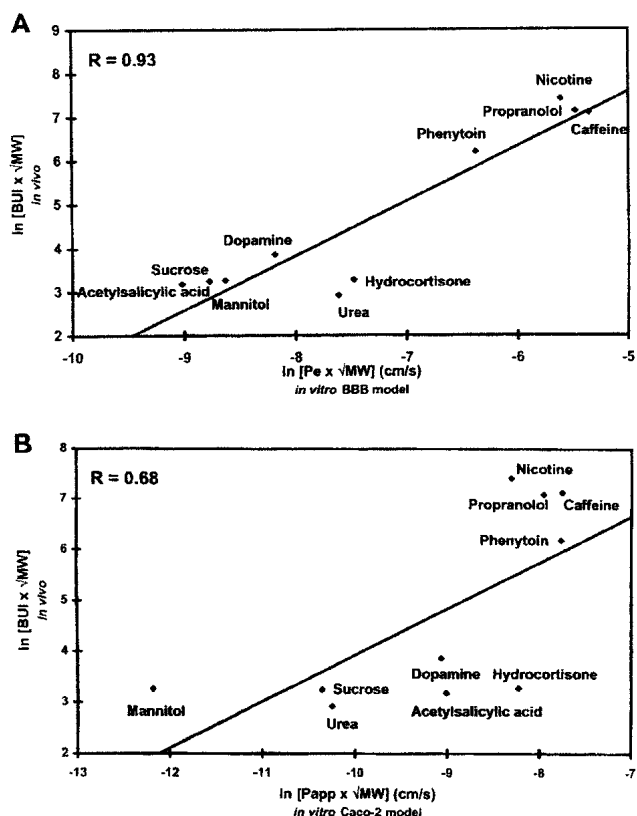 A
R = 0.93
ln [BUI x √MW]
in vivo
9
8
7
6
5
4
3
2
Nicotine
Propranolol
Caffeine
Phenytoin
Dopamine
Sucrose
Hydrocortisone
Acetylsalicylic acid
Mannitol
Urea
-10 -9 -8 -7 -6 -5
ln [Pe x √MW] (cm/s)
in vitro BBB model
B
R = 0.68
ln [BUI x √MW]
in vivo
8
7
6
5
4
3
2
Nicotine
Propranolol Caffeine
Phenytoin
Dopamine Hydrocortisone
Sucrose
Mannitol
Acetylsalicylic acid
Urea
-13 -12 -11 -10 -9 -8 -7
ln [Papp x √MW] (cm/s)
in vitro Caco-2 model